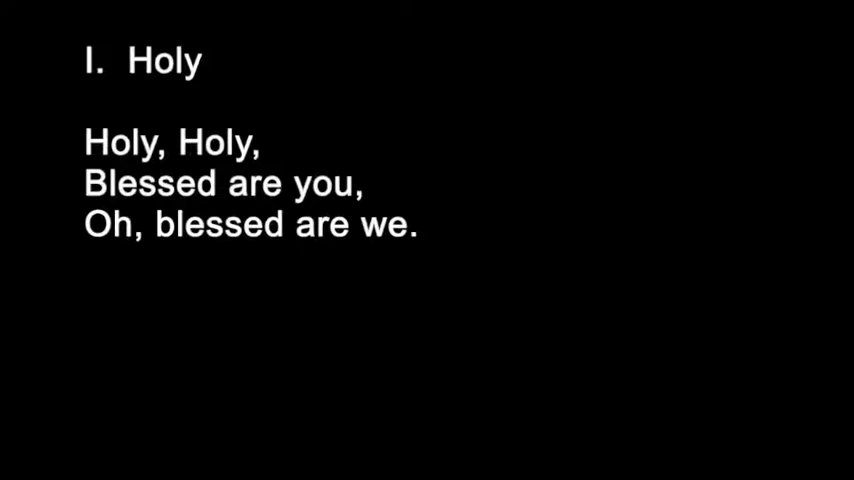 I. Holy
Holy, Holy,
Blessed are you,
Oh, blessed are we.